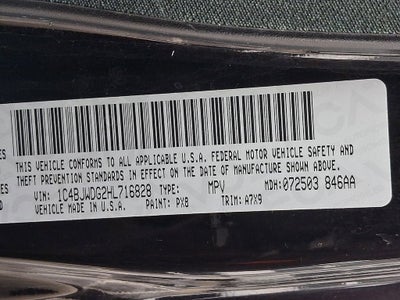 THIS VEHICLE CONFORMS TO ALL APPLICABLE U.S.A. FEDERAL MOTOR VEHICLE SAFETY AND
THEFT PREVENTION STANDARDS IN EFFECT ON THE DATE OF MANUFACTURE SHOWN ABOVE.
VIN: 1C4BJWDG2HL716828 TYPE: MPV MDH: 072503 846AA
VEHICLE MADE IN U.S.A. PAINT: PX8 TRIM: A7X9